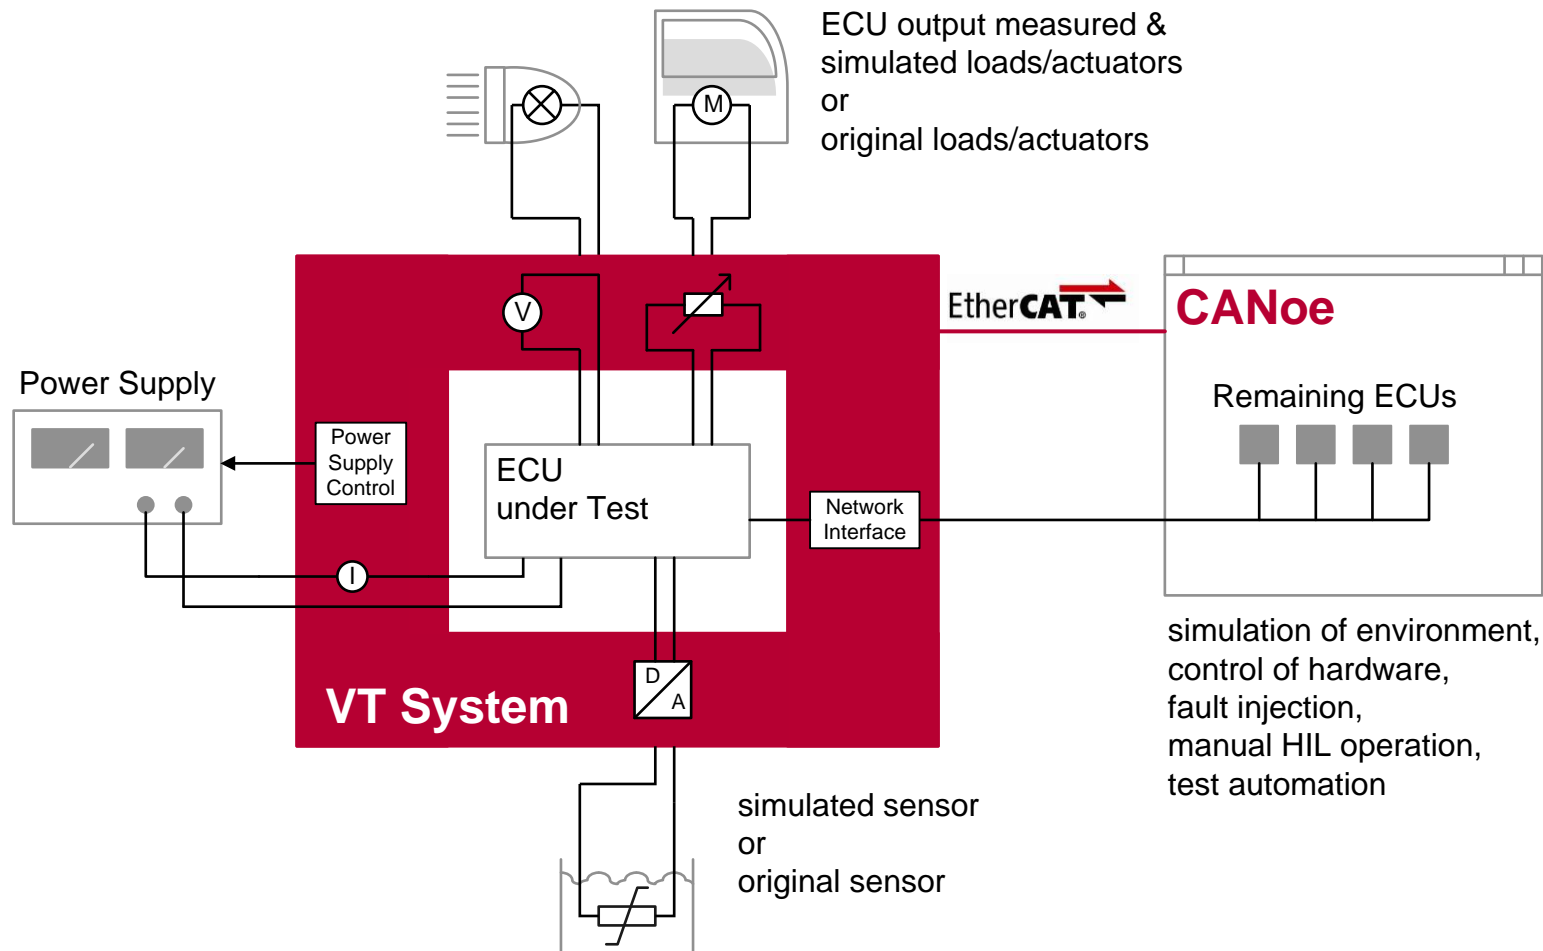 ECU output measured &
simulated loads/actuators
or
original loads/actuators
M
V
EtherCAT®
CANoe
Remaining ECUs
Power Supply
Power
Supply
Control
ECU
under Test
Network
Interface
I
D
A
VT System
simulation of environment,
control of hardware,
fault injection,
manual HIL operation,
test automation
simulated sensor
or
original sensor